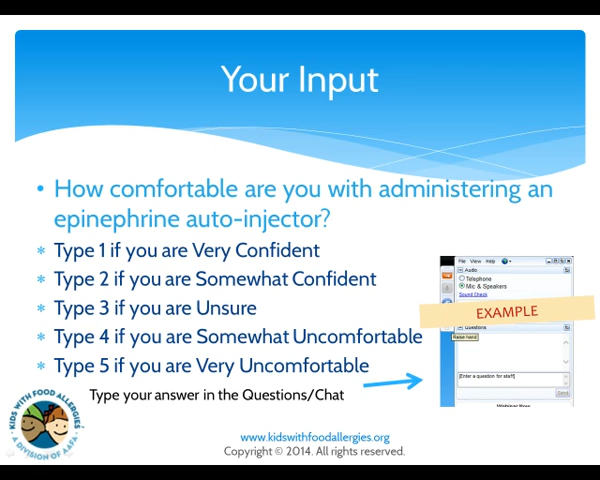 Your Input
• How comfortable are you with administering an
epinephrine auto-injector?
* Type 1 if you are Very Confident
* Type 2 if you are Somewhat Confident
* Type 3 if you are Unsure
* Type 4 if you are Somewhat Uncomfortable
* Type 5 if you are Very Uncomfortable
Type your answer in the Questions/Chat
File View Help
Audio
Telephone
Mic & Speakers
Sound Check
EXAMPLE
Questions
Raise hand
[Enter a question for staff]
Send
KIDS WITH FOOD ALLERGIES
A DIVISION OF AAFA
www.kidswithfoodallergies.org
Copyright © 2014. All rights reserved.